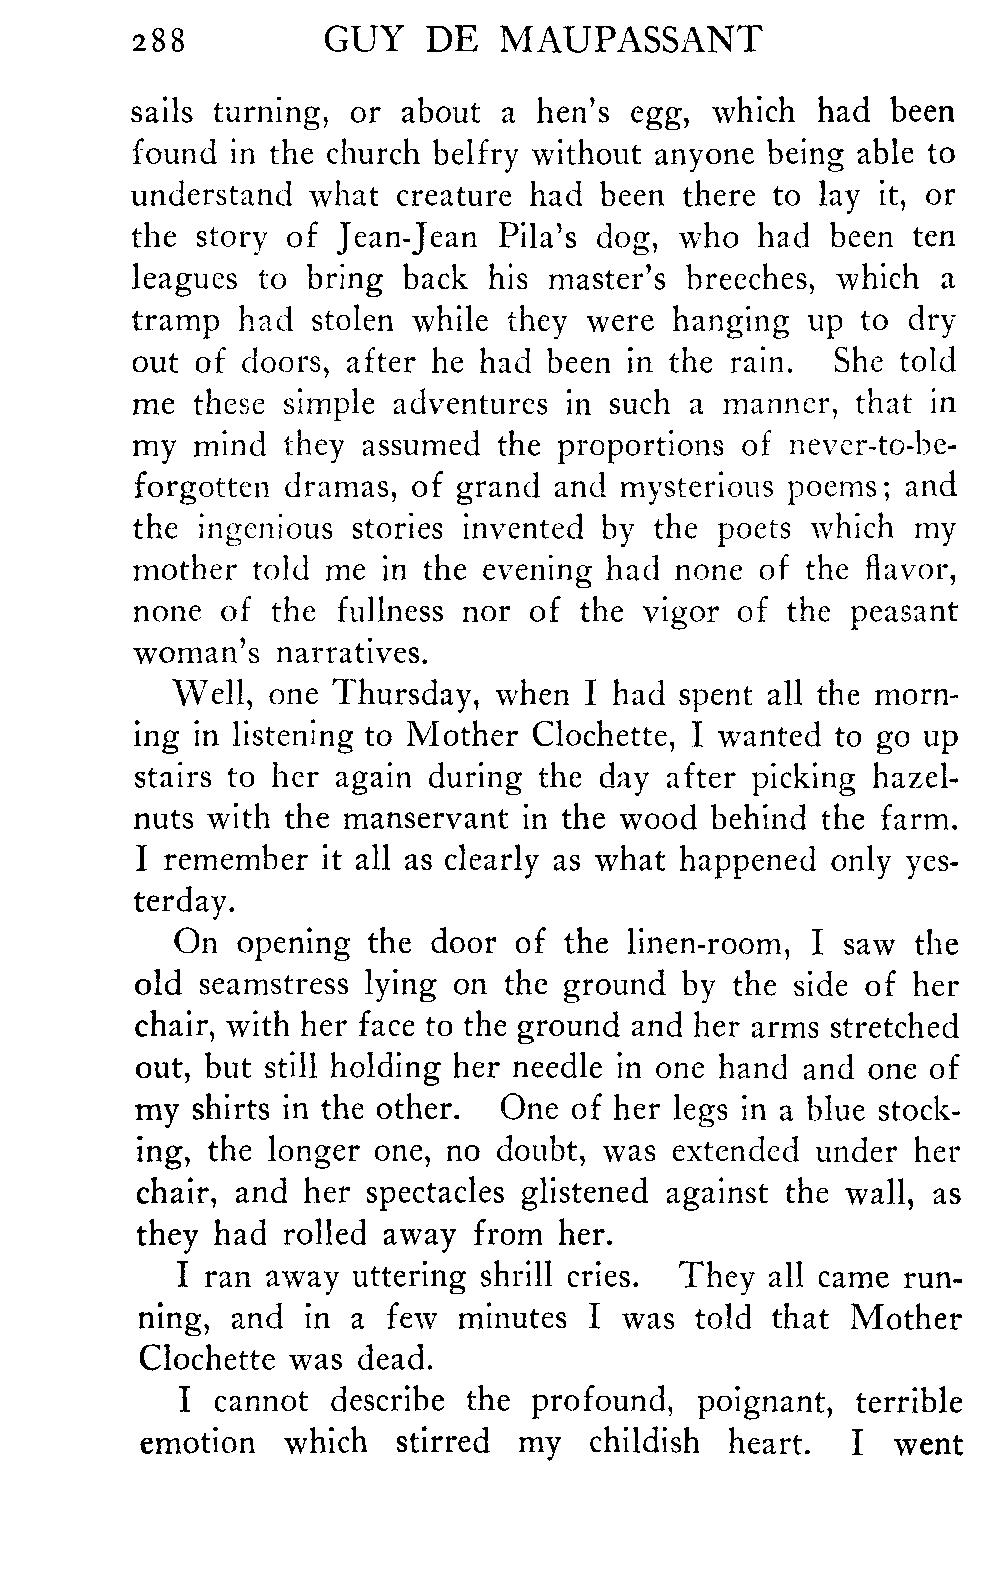 288 GUY DE MAUPASSANT
sails turning, or about a hen's egg, which had been
found in the church belfry without anyone being able to
understand what creature had been there to lay it, or
the story of Jean-Jean Pila's dog, who had been ten
leagues to bring back his master's breeches, which a
tramp had stolen while they were hanging up to dry
out of doors, after he had been in the rain. She told
me these simple adventures in such a manner, that in
my mind they assumed the proportions of never-to-be-
forgotten dramas, of grand and mysterious poems; and
the ingenious stories invented by the poets which my
mother told me in the evening had none of the flavor,
none of the fullness nor of the vigor of the peasant
woman's narratives.
Well, one Thursday, when I had spent all the morn-
ing in listening to Mother Clochette, I wanted to go up
stairs to her again during the day after picking hazel-
nuts with the manservant in the wood behind the farm.
I remember it all as clearly as what happened only yes-
terday.
On opening the door of the linen-room, I saw the
old seamstress lying on the ground by the side of her
chair, with her face to the ground and her arms stretched
out, but still holding her needle in one hand and one of
my shirts in the other. One of her legs in a blue stock-
ing, the longer one, no doubt, was extended under her
chair, and her spectacles glistened against the wall, as
they had rolled away from her.
I ran away uttering shrill cries. They all came run-
ning, and in a few minutes I was told that Mother
Clochette was dead.
I cannot describe the profound, poignant, terrible
emotion which stirred my childish heart. I went